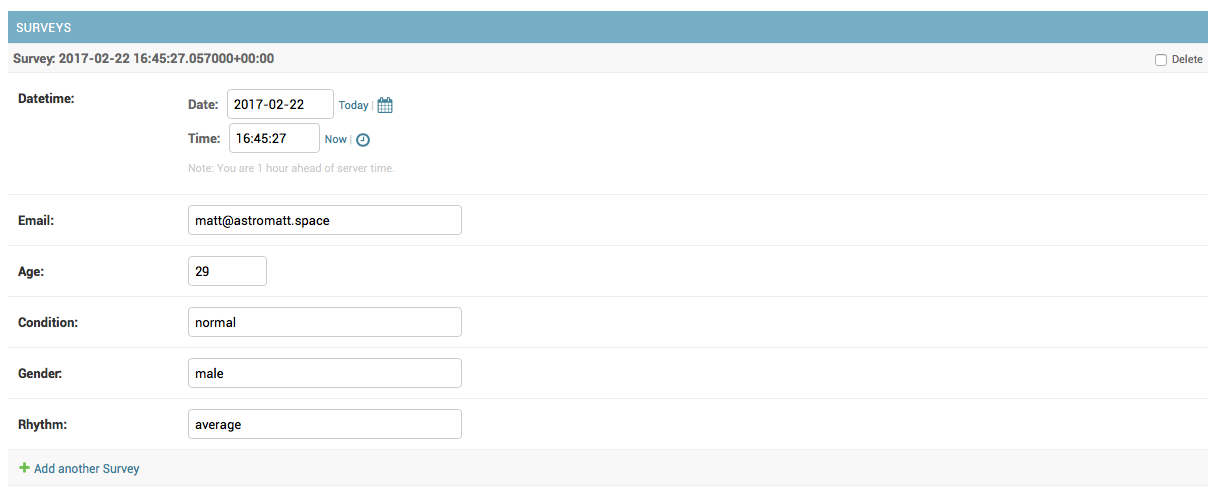 SURVEYS
Survey: 2017-02-22 16:45:27.057000+00:00 Delete
Datetime: Date: 2017-02-22 Today |
Time: 16:45:27 Now |
Note: You are 1 hour ahead of server time.
Email: matt@astromatt.space
Age: 29
Condition: normal
Gender: male
Rhythm: average
+ Add another Survey